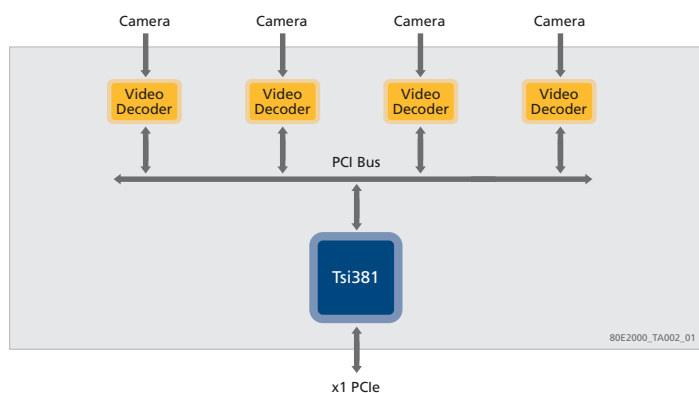 Camera Camera Camera Camera
Video Decoder Video Decoder Video Decoder Video Decoder
PCI Bus
Tsi381
80E2000_TA002_01
x1 PCIe